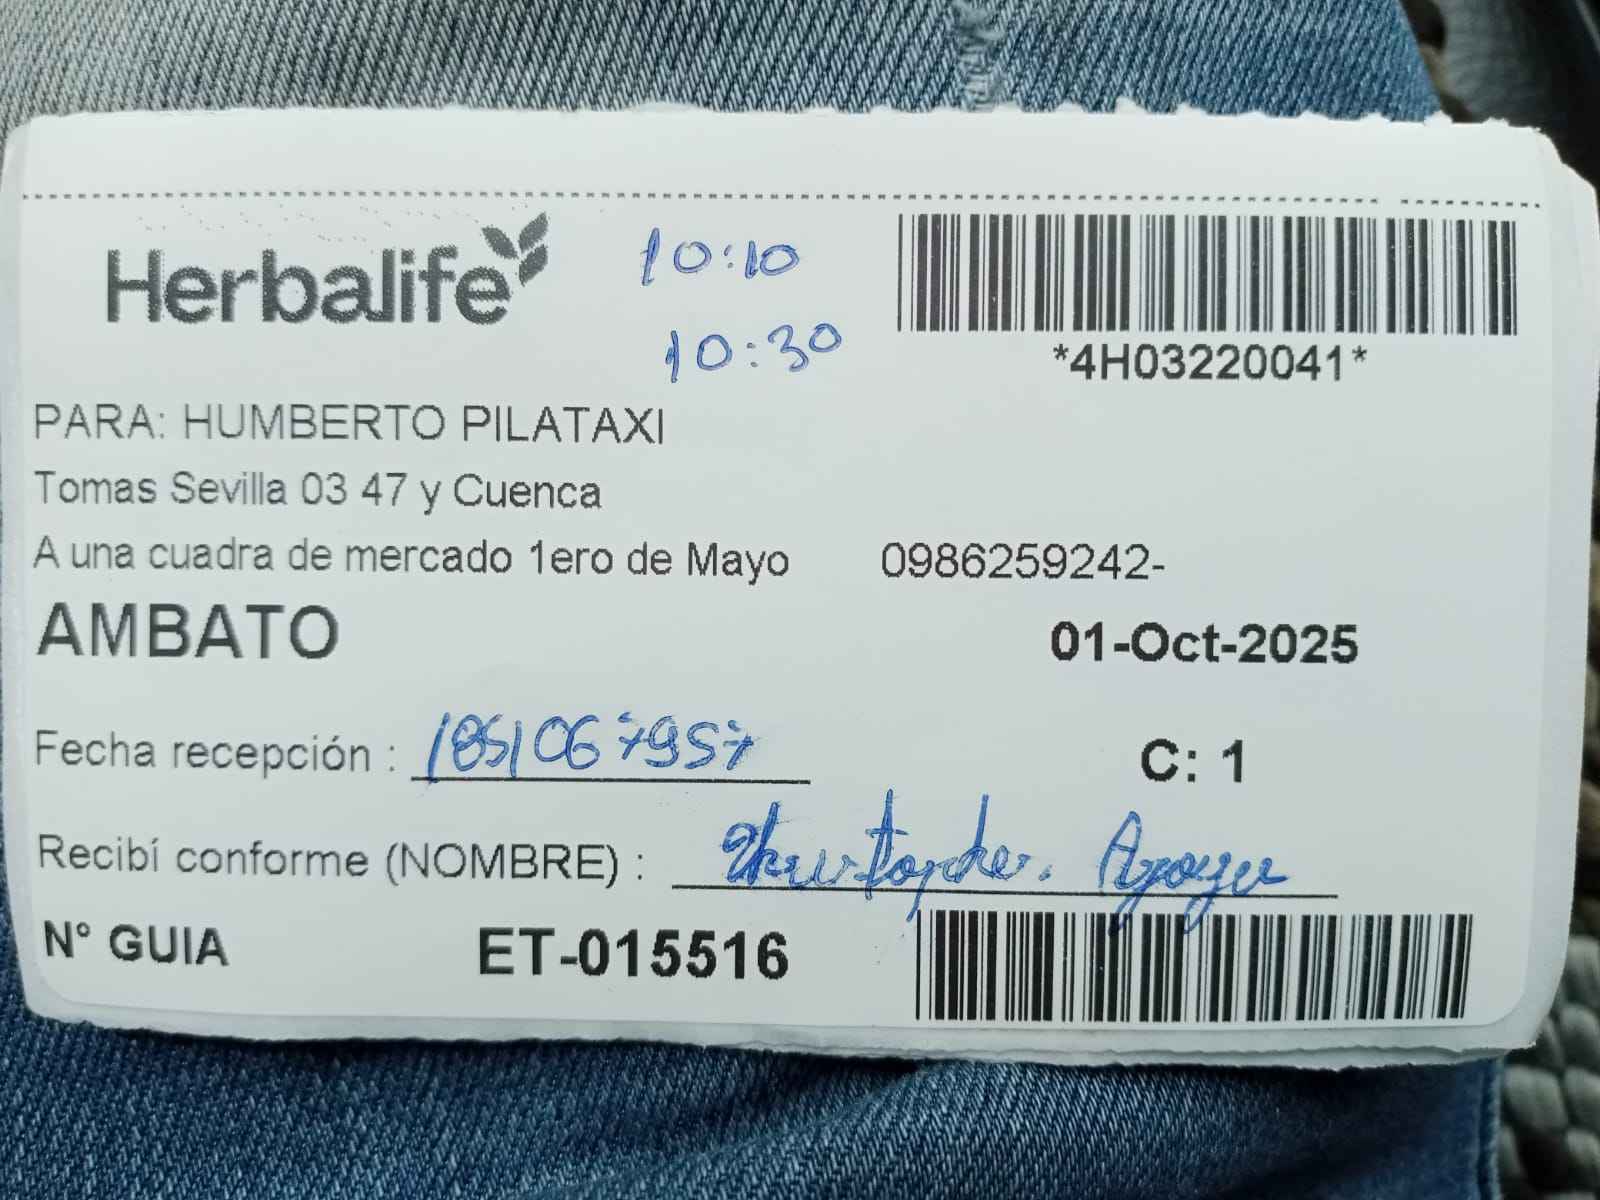 Herbalife
10:10
10:30
*4H03220041*
PARA: HUMBERTO PILATAXI
Tomas Sevilla 03 47 y Cuenca
A una cuadra de mercado 1ero de Mayo 0986259242-
AMBATO 01-Oct-2025
Fecha recepción : 1851067957 C: 1
Recibí conforme (NOMBRE) :
N° GUIA ET-015516